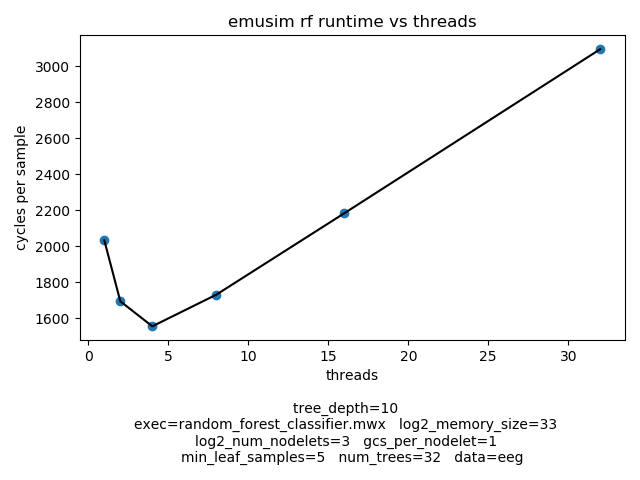 emusim rf runtime vs threads
3000
2800
2600
2400
2200
2000
1800
1600
cycles per sample
0 5 10 15 20 25 30
threads
tree_depth=10
exec=random_forest_classifier.mwx log2_memory_size=33
log2_num_nodelets=3 gcs_per_nodelet=1
min_leaf_samples=5 num_trees=32 data=eeg